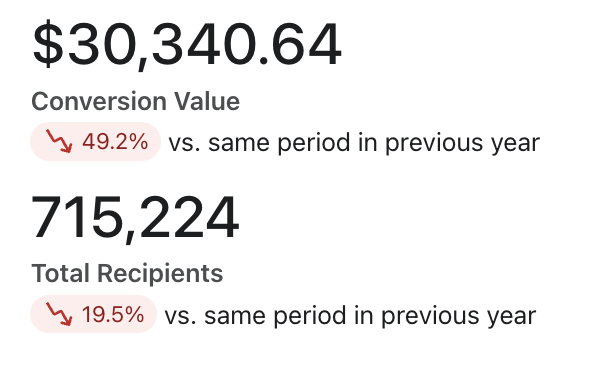 $30,340.64
Conversion Value
49.2% vs. same period in previous year
715,224
Total Recipients
19.5% vs. same period in previous year